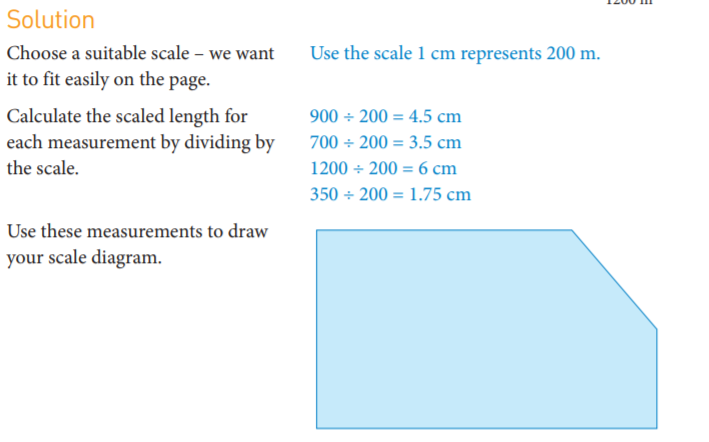 1200 m
Solution
Choose a suitable scale – we want
it to fit easily on the page.
Use the scale 1 cm represents 200 m.
Calculate the scaled length for
each measurement by dividing by
the scale.
900 ÷ 200 = 4.5 cm
700 ÷ 200 = 3.5 cm
1200 ÷ 200 = 6 cm
350 ÷ 200 = 1.75 cm
Use these measurements to draw
your scale diagram.